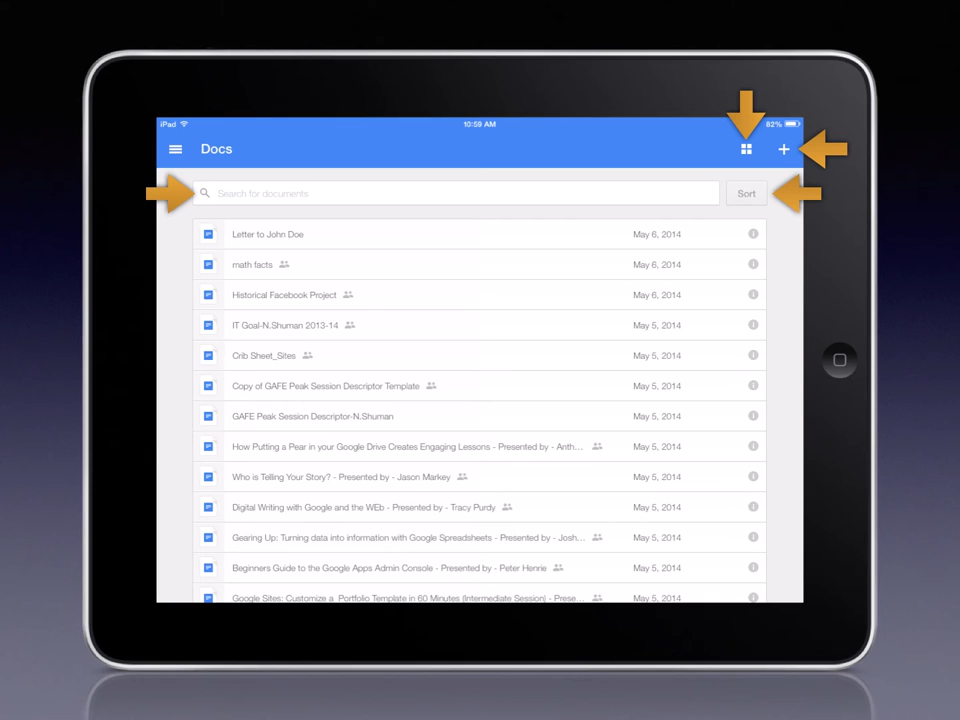 iPad 10:59 AM 82%
Docs
Search for documents Sort
Letter to John Doe May 6, 2014
math facts May 6, 2014
Historical Facebook Project May 6, 2014
IT Goal-N.Shuman 2013-14 May 5, 2014
Crib Sheet_Sites May 5, 2014
Copy of GAFE Peak Session Descriptor Template May 5, 2014
GAFE Peak Session Descriptor-N.Shuman May 5, 2014
How Putting a Pear in your Google Drive Creates Engaging Lessons - Presented by - Anth... May 5, 2014
Who is Telling Your Story? - Presented by - Jason Markey May 5, 2014
Digital Writing with Google and the WEb - Presented by - Tracy Purdy May 5, 2014
Gearing Up: Turning data into information with Google Spreadsheets - Presented by - Josh... May 5, 2014
Beginners Guide to the Google Apps Admin Console - Presented by - Peter Henrie May 5, 2014
Google Sites: Customize a Portfolio Template in 60 Minutes (Intermediate Session) - Prese... May 5, 2014